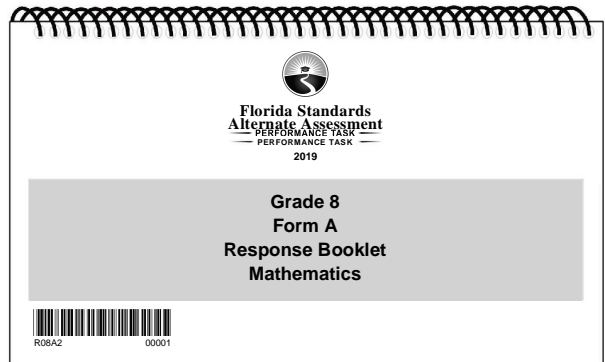 Florida Standards
Alternate Assessment
PERFORMANCE TASK
PERFORMANCE TASK
2019
Grade 8
Form A
Response Booklet
Mathematics
R08A2 00001